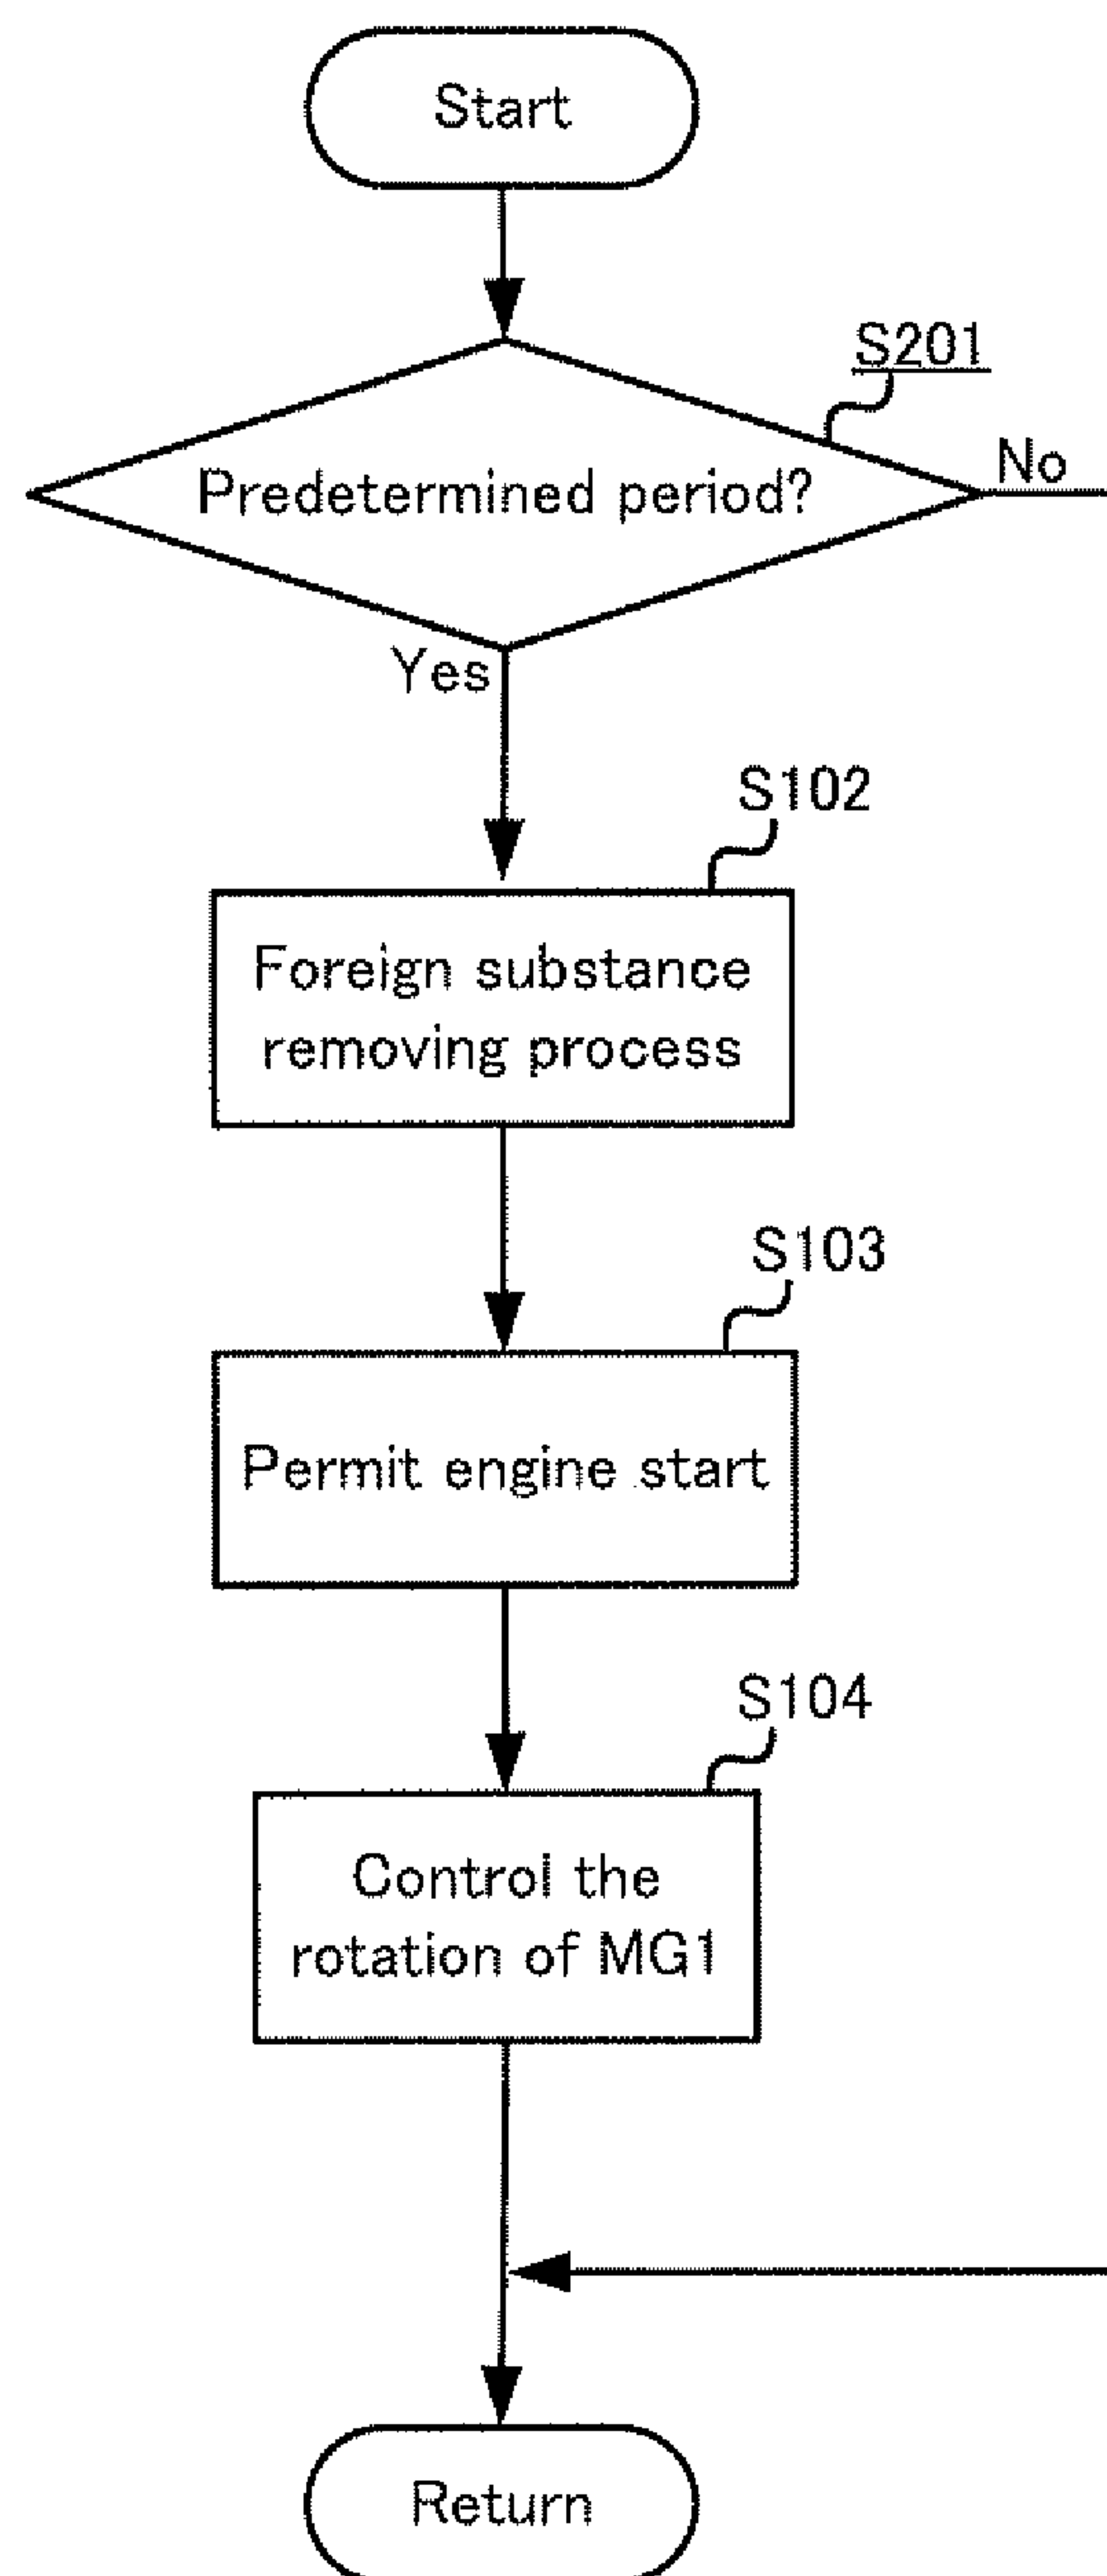 Start
S201
Predetermined period?
No
Yes
S102
Foreign substance
removing process
S103
Permit engine start
S104
Control the
rotation of MG1
Return